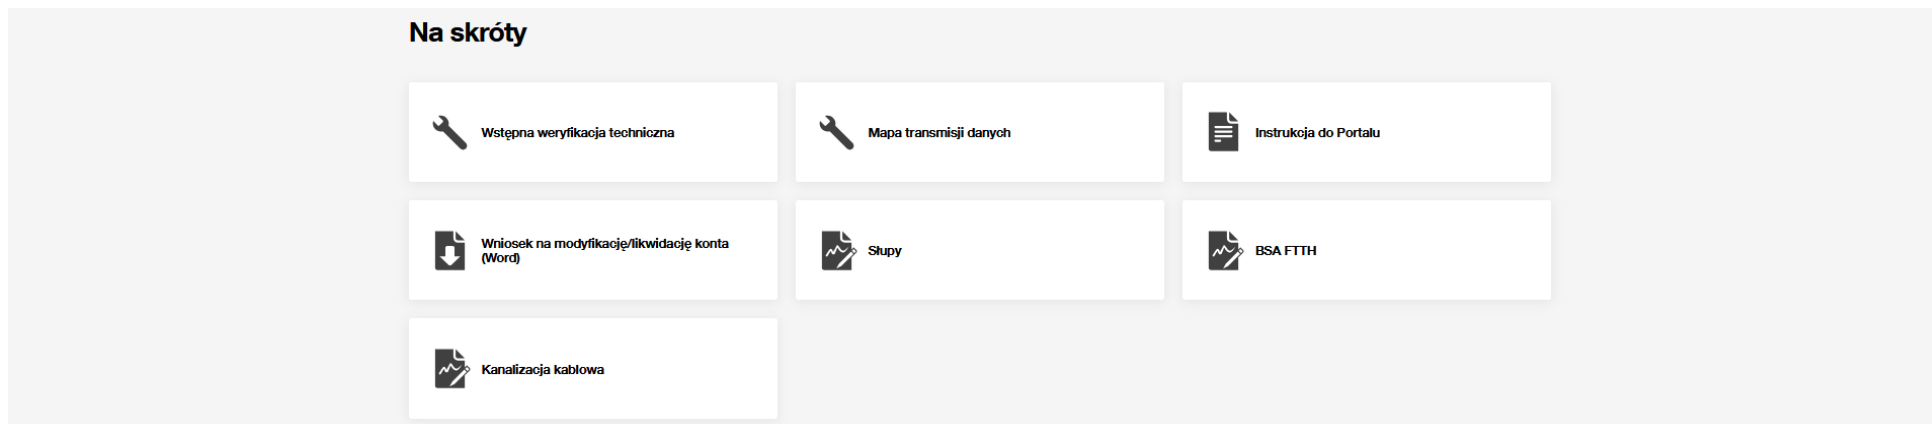 Na skróty
Wstępna weryfikacja techniczna
Mapa transmisji danych
Instrukcja do Portalu
Wniosek na modyfikację/likwidację konta
(Word)
Słupy
BSA FTTH
Kanalizacja kablowa